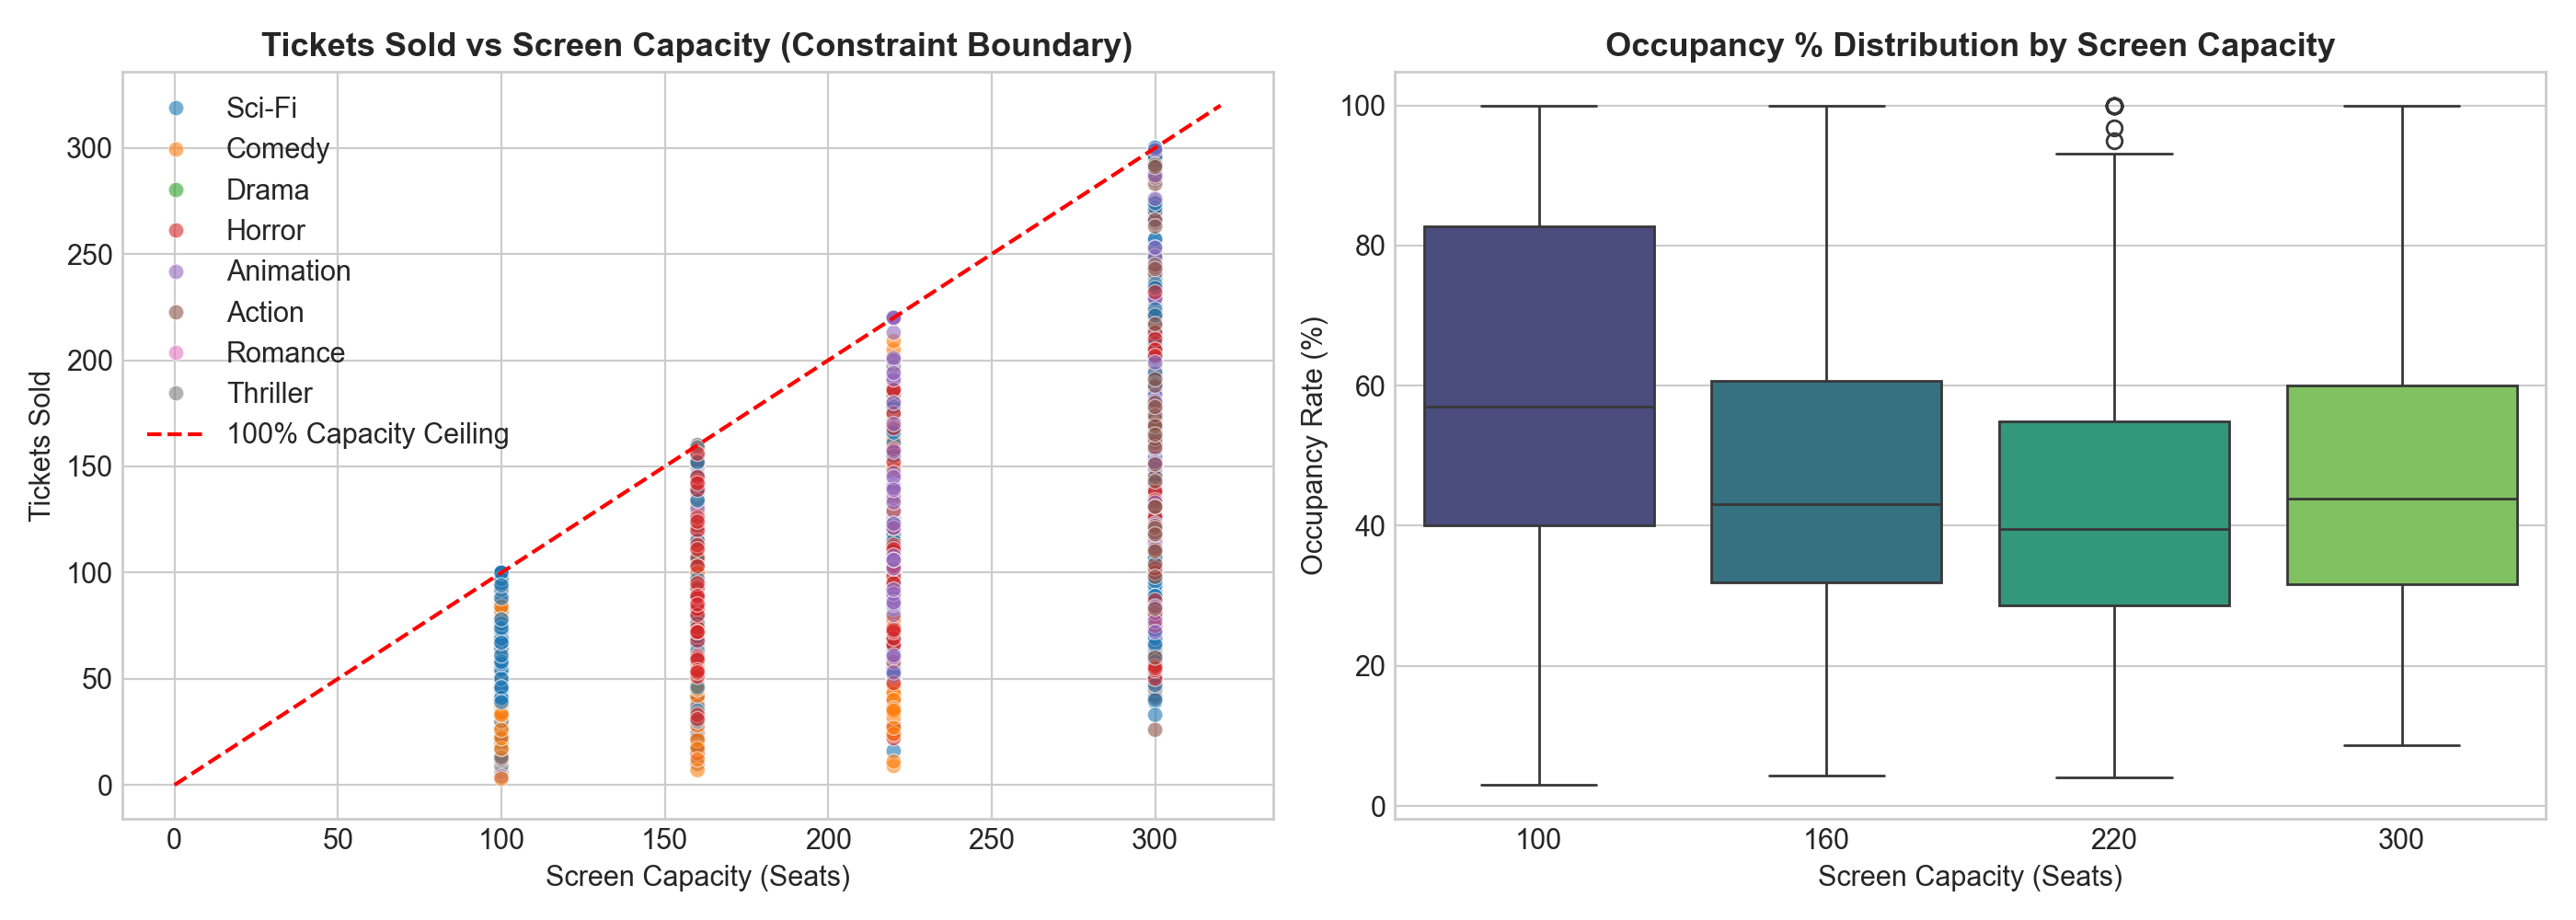 Tickets Sold vs Screen Capacity (Constraint Boundary)
Sci-Fi
Comedy
Drama
Horror
Animation
Action
Romance
Thriller
100% Capacity Ceiling
Tickets Sold
300
250
200
150
100
50
0
0 50 100 150 200 250 300
Screen Capacity (Seats)
Occupancy % Distribution by Screen Capacity
Occupancy Rate (%)
100
80
60
40
20
0
100 160 220 300
Screen Capacity (Seats)